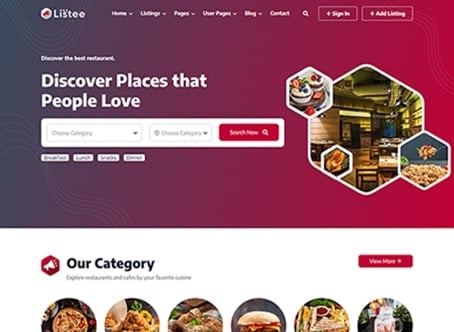 Listee
Home Listings Pages User Pages Blog Contact
+ Sign In
+ Add Listing
Discover the best restaurant.
Discover Places that
People Love
Choose Category
Choose Category
Search Now
Breakfast Lunch Snacks Dinner
Our Category
Explore restaurants and cafes by your favorite cuisine
View More